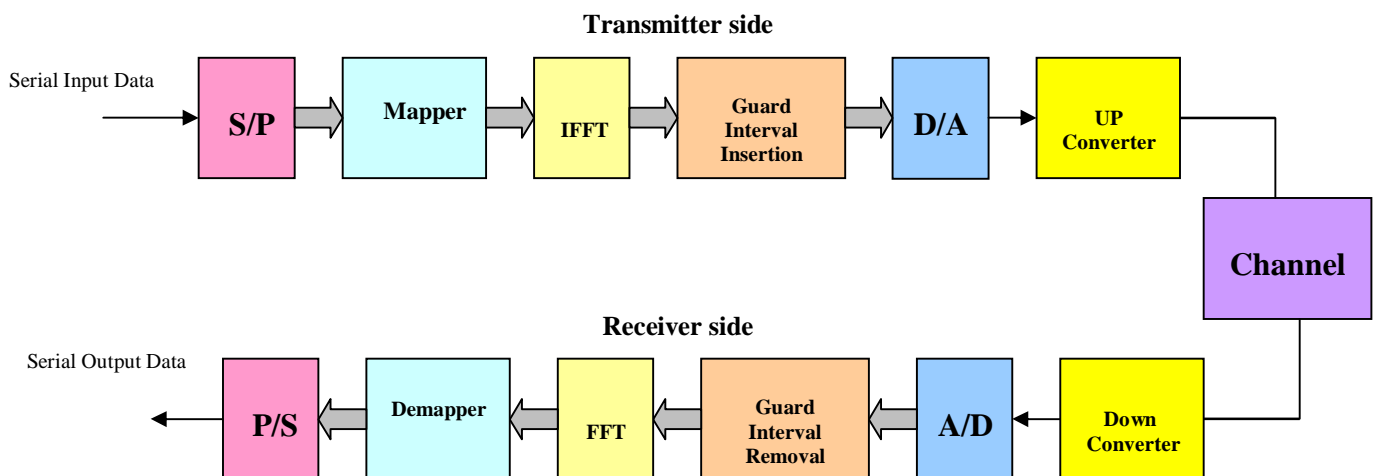 Transmitter side
Serial Input Data
S/P
Mapper
IFFT
Guard
Interval
Insertion
D/A
UP
Converter
Channel
Receiver side
Serial Output Data
P/S
Demapper
FFT
Guard
Interval
Removal
A/D
Down
Converter